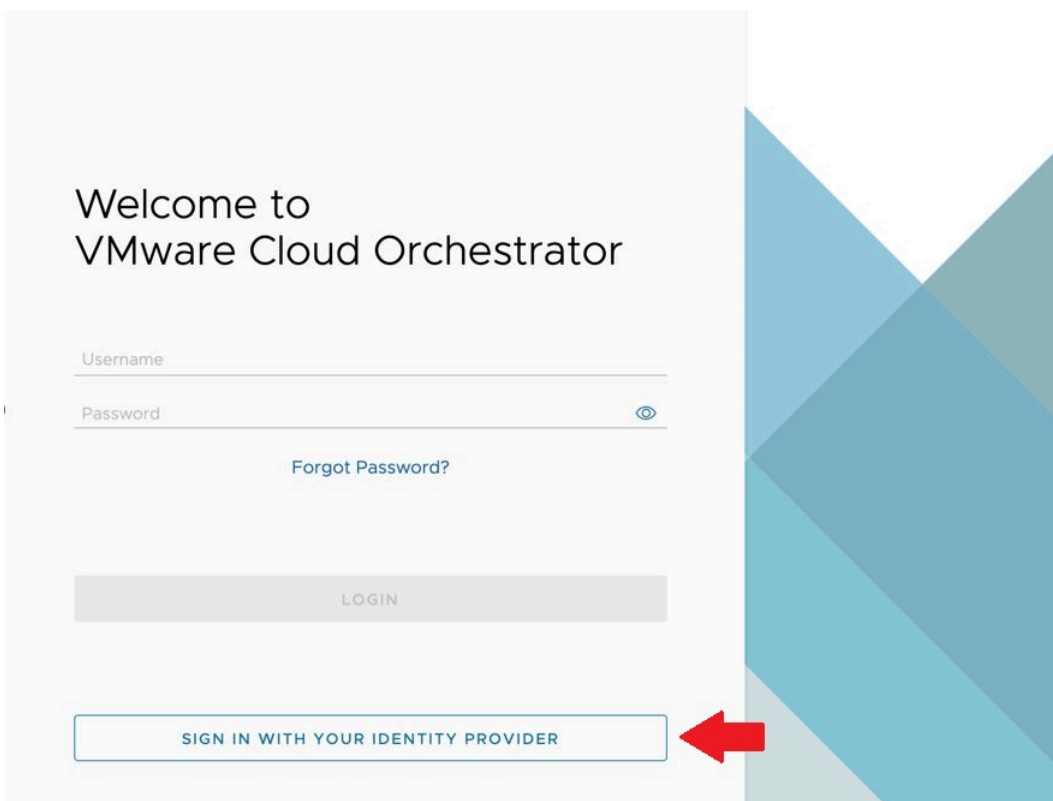 Welcome to
VMware Cloud Orchestrator
Username
Password
Forgot Password?
LOGIN
SIGN IN WITH YOUR IDENTITY PROVIDER